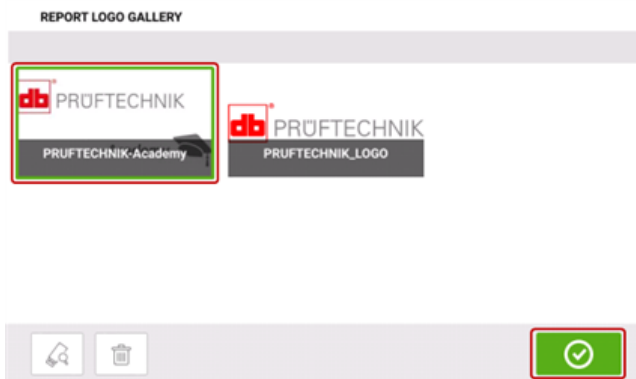 REPORT LOGO GALLERY
db PRÜFTECHNIK
PRUFTECHNIK-Academy
db PRÜFTECHNIK
PRUFTECHNIK_LOGO